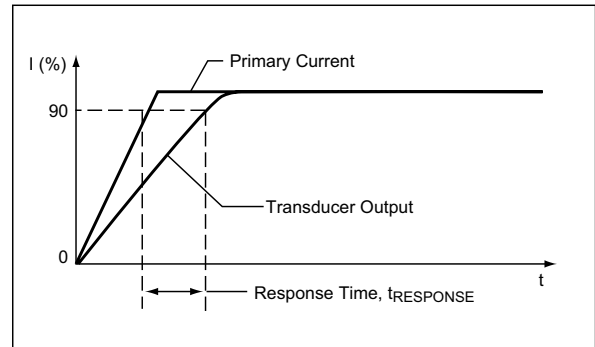 I (%)
Primary Current
90
Transducer Output
0
t
Response Time, tRESPONSE